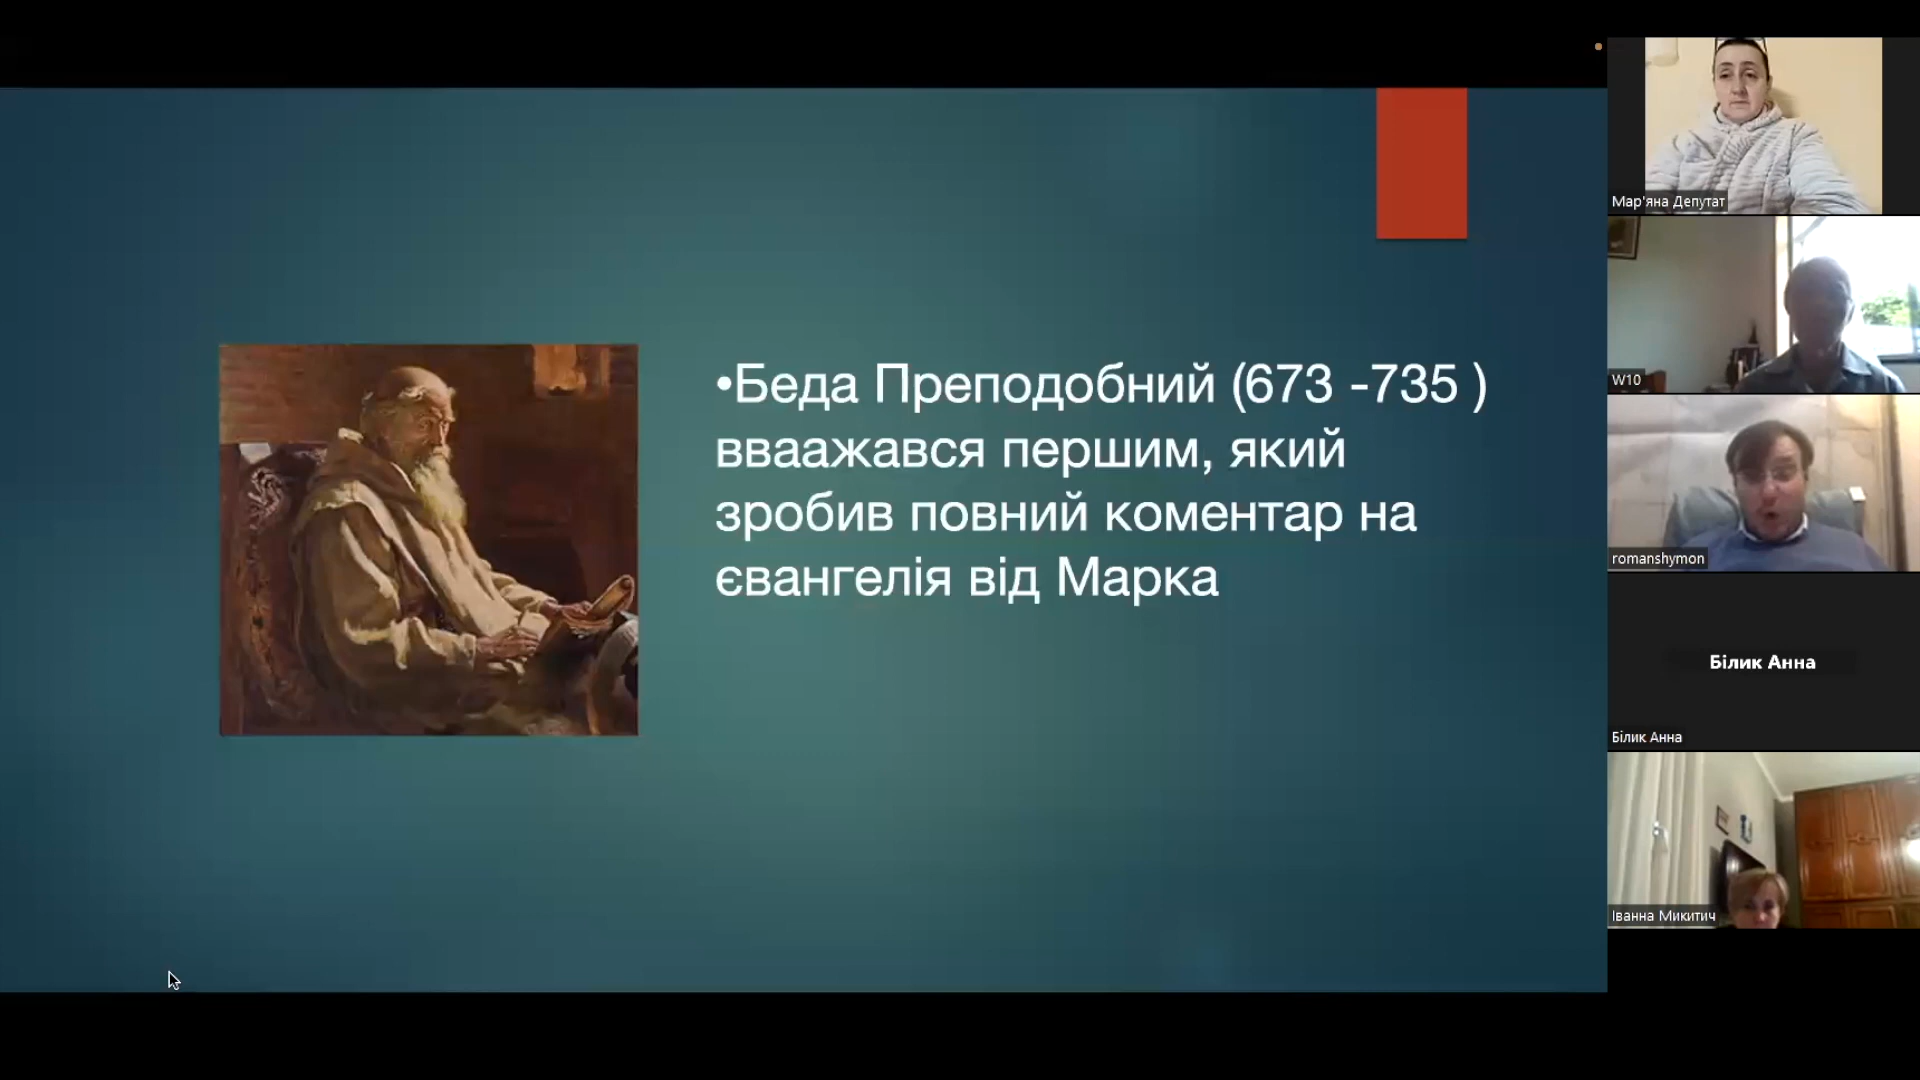 •Беда Преподобний (673 -735 )
вваажався першим, який
зробив повний коментар на
євангелія від Марка
Мар'яна Депутат
W10
romanshymon
Білик Анна
Білик Анна
Іванна Микитич